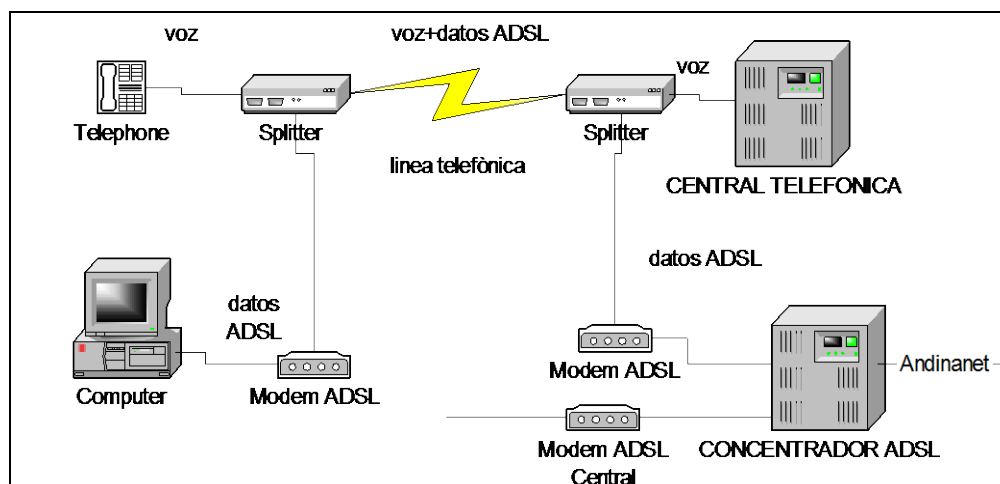 voz
voz+datos ADSL
voz
Telephone
Splitter
Splitter
linea telefònica
CENTRAL TELEFONICA
datos ADSL
datos
ADSL
Computer
Modem ADSL
Modem ADSL
Andinanet
Modem ADSL
Central
CONCENTRADOR ADSL